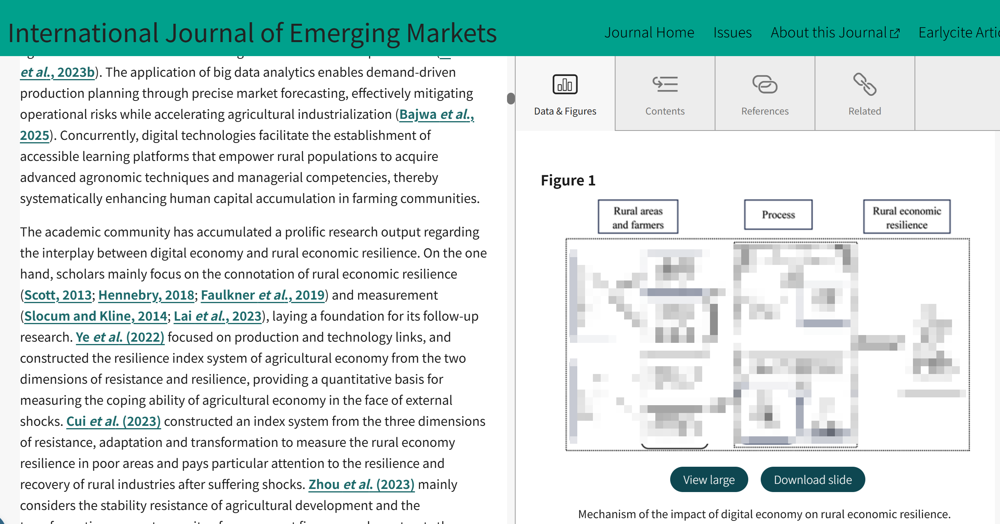 International Journal of Emerging Markets
Journal Home Issues About this Journal Earlycite
et al., 2023b). The application of big data analytics enables demand-driven
production planning through precise market forecasting, effectively mitigating
operational risks while accelerating agricultural industrialization (Bajwa et al.,
2025). Concurrently, digital technologies facilitate the establishment of
accessible learning platforms that empower rural populations to acquire
advanced agronomic techniques and managerial competencies, thereby
systematically enhancing human capital accumulation in farming communities.
The academic community has accumulated a prolific research output regarding
the interplay between digital economy and rural economic resilience. On the one
hand, scholars mainly focus on the connotation of rural economic resilience
(Scott, 2013; Hennebry, 2018; Faulkner et al., 2019) and measurement
(Slocum and Kline, 2014; Lai et al., 2023), laying a foundation for its follow-up
research. Ye et al. (2022) focused on production and technology links, and
constructed the resilience index system of agricultural economy from the two
dimensions of resistance and resilience, providing a quantitative basis for
measuring the coping ability of agricultural economy in the face of external
shocks. Cui et al. (2023) constructed an index system from the three dimensions
of resistance, adaptation and transformation to measure the rural economy
resilience in poor areas and pays particular attention to the resilience and
recovery of rural industries after suffering shocks. Zhou et al. (2023) mainly
considers the stability resistance of agricultural development and the
Data & Figures
Contents
References
Related
Figure 1
Rural areas
and farmers
Process
Rural economic
resilience
View large
Download slide
Mechanism of the impact of digital economy on rural economic resilience.